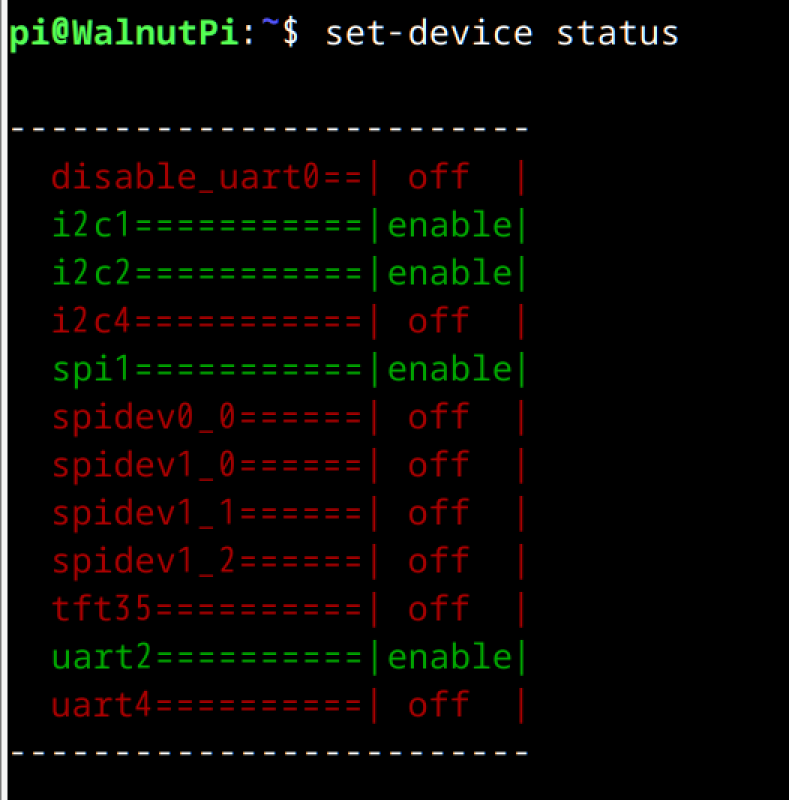 pi@WalnutPi:~$ set-device status
-------------------------
disable_uart0==| off |
i2c1===========|enable|
i2c2===========|enable|
i2c4===========| off |
spi1===========|enable|
spidev0_0======| off |
spidev1_0======| off |
spidev1_1======| off |
spidev1_2======| off |
tft35==========| off |
uart2==========|enable|
uart4==========| off |
-------------------------